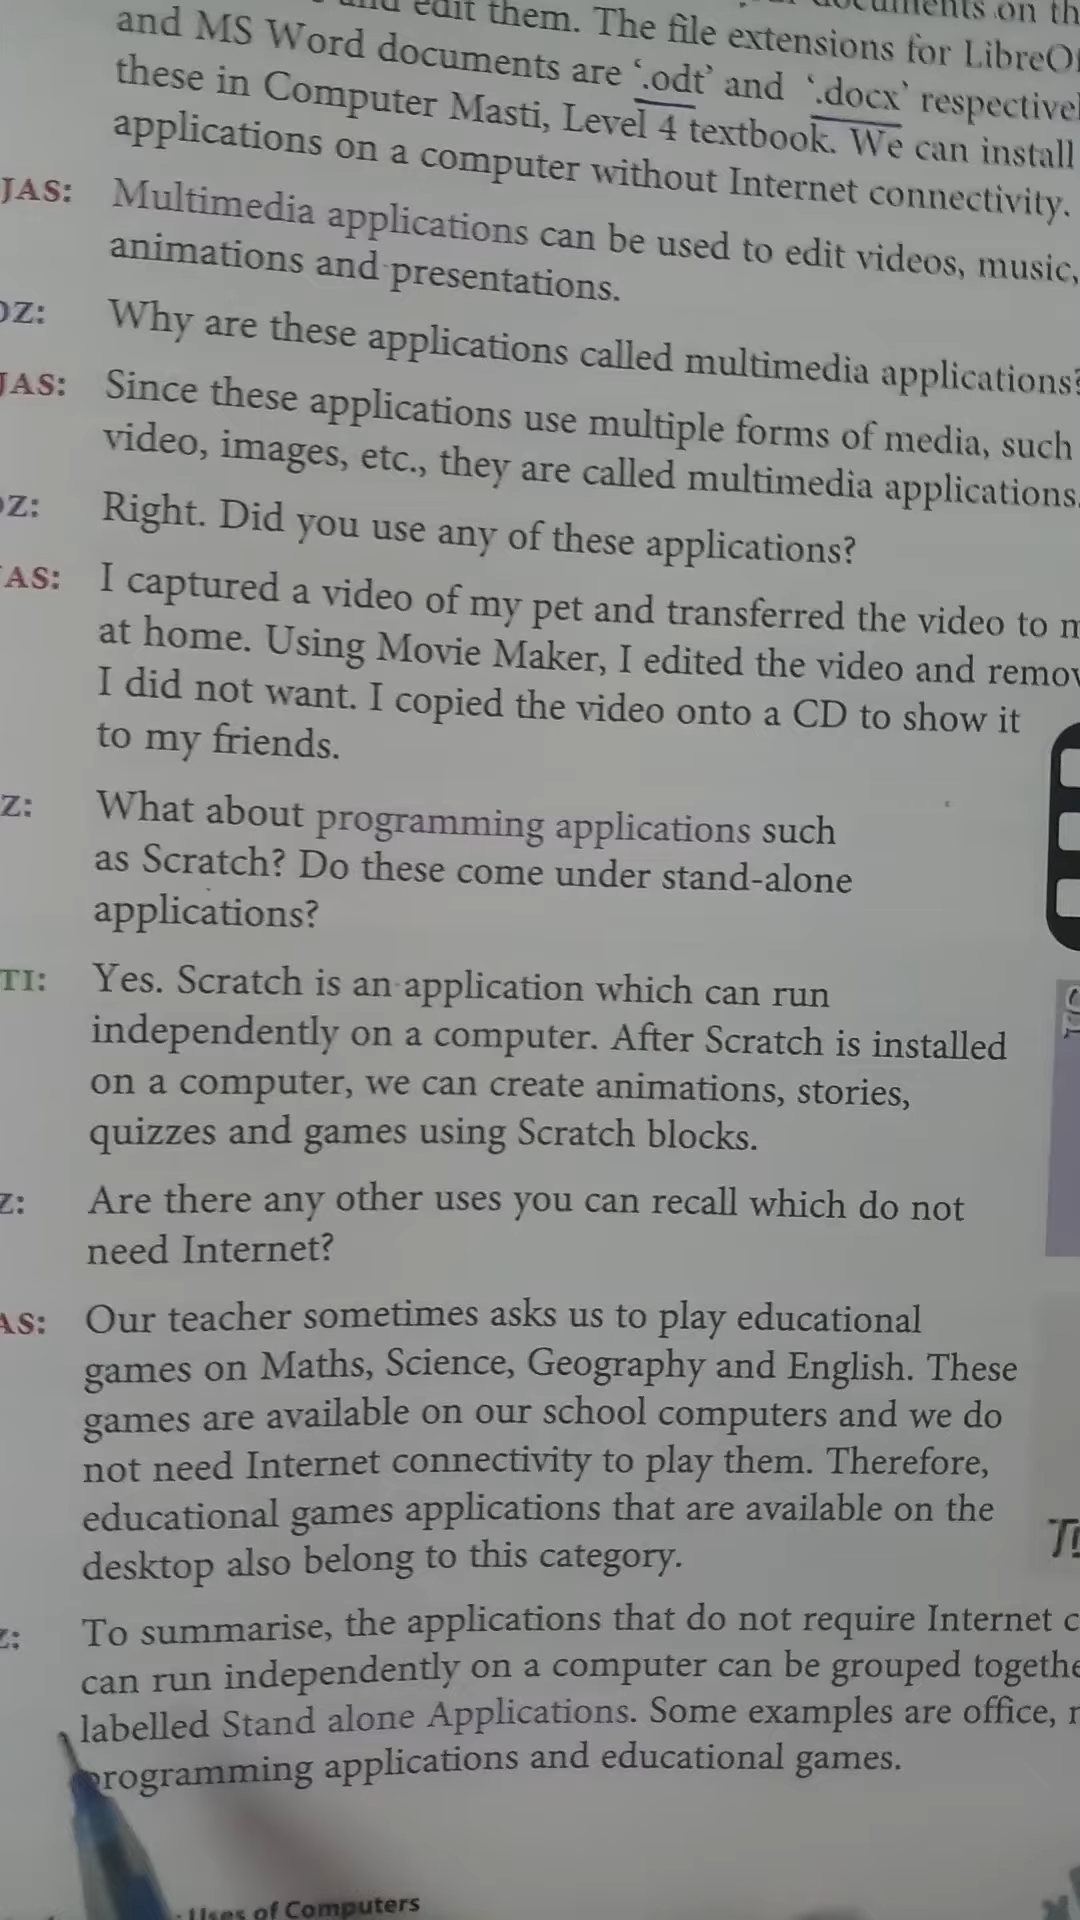 edit them. The file extensions for
and MS Word documents are '.odt' and '.docx'
these in Computer Masti, Level 4 textbook. We can install
applications on a computer without Internet connectivity.
JAS: Multimedia applications can be used to edit videos, music,
animations and presentations.
OZ: Why are these applications called multimedia applications?
JAS: Since these applications use multiple forms of media, such
video, images, etc., they are called multimedia applications.
OZ: Right. Did you use any of these applications?
AS: I captured a video of my pet and transferred the video to
at home. Using Movie Maker, I edited the video and
I did not want. I copied the video onto a CD to show it
to my friends.
Z: What about programming applications such
as Scratch? Do these come under stand-alone
applications?
TI: Yes. Scratch is an application which can run
independently on a computer. After Scratch is installed
on a computer, we can create animations, stories,
quizzes and games using Scratch blocks.
Z: Are there any other uses you can recall which do not
need Internet?
AS: Our teacher sometimes asks us to play educational
games on Maths, Science, Geography and English. These
games are available on our school computers and we do
not need Internet connectivity to play them. Therefore,
educational games applications that are available on the
desktop also belong to this category.
Z: To summarise, the applications that do not require Internet
can run independently on a computer can be grouped
labelled Stand alone Applications. Some examples are office,
programming applications and educational games.
Uses of Computers